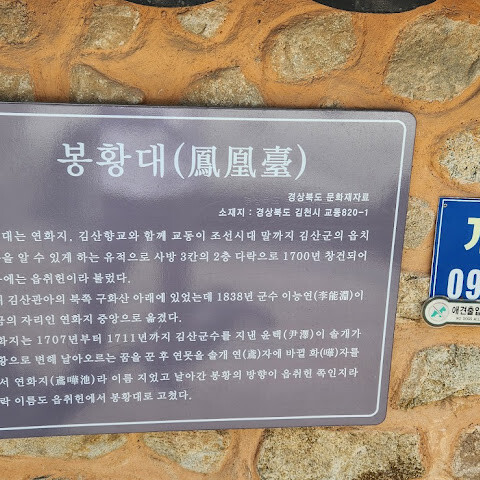 봉황대(鳳凰臺)
경상북도 문화재자료
소재지 : 경상북도 김천시 교동820-1
대는 연화지, 김산향교와 함께 교동이 조선시대 말까지 김산군의 읍치
을 알 수 있게 하는 유적으로 사방 3칸의 2층 다락으로 1700년 창건되어
에는 읍취헌이라 불렀다.
김산관아의 북쪽 구화산 아래에 있었는데 1838년 군수 이능연(李能淵)이
의 자리인 연화지 중앙으로 옮겼다.
화지는 1707년부터 1711년까지 김산군수를 지낸 윤택(尹澤)이 솔개가
황으로 변해 날아오르는 꿈을 꾼 후 연못을 솔개 연(鳶)자에 바뀔 화(嘩)자를
서 연화지(鳶嘩池)라 이름 지었고 날아간 봉황의 방향이 읍취헌 쪽인지라
락 이름도 읍취헌에서 봉황대로 고쳤다.
09
애견출입